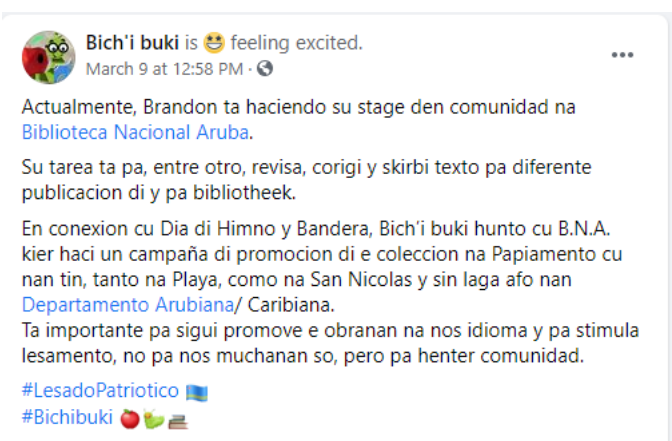 Bich'i buki is 😆 feeling excited.
March 9 at 12:58 PM ·
Actualmente, Brandon ta haciendo su stage den comunidad na
Biblioteca Nacional Aruba.
Su tarea ta pa, entre otro, revisa, corigi y skirbi texto pa diferente
publicacion di y pa bibliotheek.
En conexion cu Dia di Himno y Bandera, Bich'i buki hunto cu B.N.A.
kier haci un campaña di promocion di e coleccion na Papiamento cu
nan tin, tanto na Playa, como na San Nicolas y sin laga afo nan
Departamento Arubiana/ Caribiana.
Ta importante pa sigui promove e obranan na nos idioma y pa stimula
lesamento, no pa nos muchanan so, pero pa henter comunidad.
#LesadoPatriotico 🇦🇼
#Bichibuki 🍎🐛📚